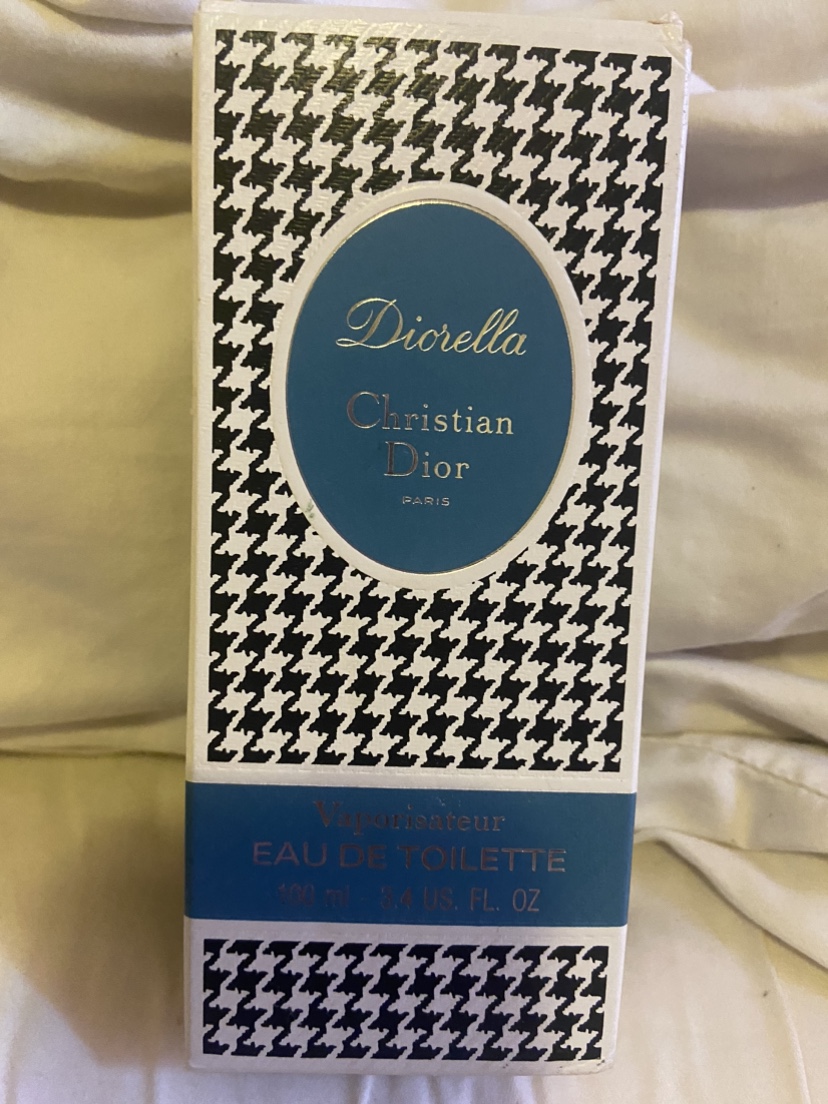 Diorella
Christian
Dior
PARIS
Vaporisateur
EAU DE TOILETTE
100 ml - 3.4 US. FL. OZ